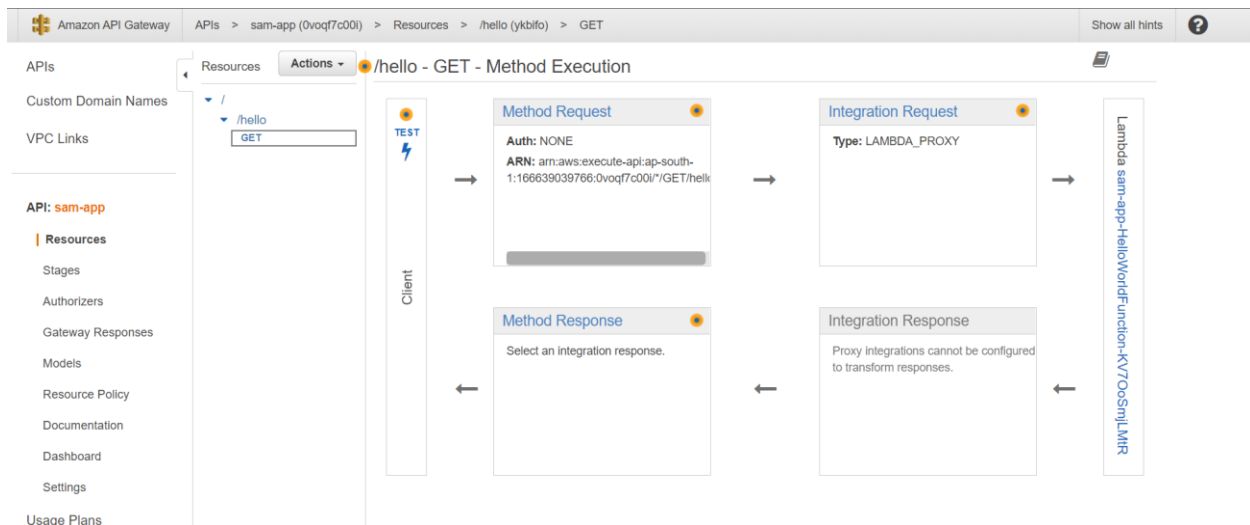 Amazon API Gateway
APIs > sam-app (0voqf7c00i) > Resources > /hello (ykbifo) > GET
Show all hints
?
APIs
Custom Domain Names
VPC Links
API: sam-app
Resources
Stages
Authorizers
Gateway Responses
Models
Resource Policy
Documentation
Dashboard
Settings
Usage Plans
Resources
Actions
/
/hello
GET
/hello - GET - Method Execution
TEST
Client
Method Request
Auth: NONE
ARN: arn:aws:execute-api:ap-south-
1:166639039766:0voqf7c00i/*/GET/hello
Integration Request
Type: LAMBDA_PROXY
Method Response
Select an integration response.
Integration Response
Proxy integrations cannot be configured
to transform responses.
Lambda sam-app-HelloWorldFunction-KV7OoSmjLMtR